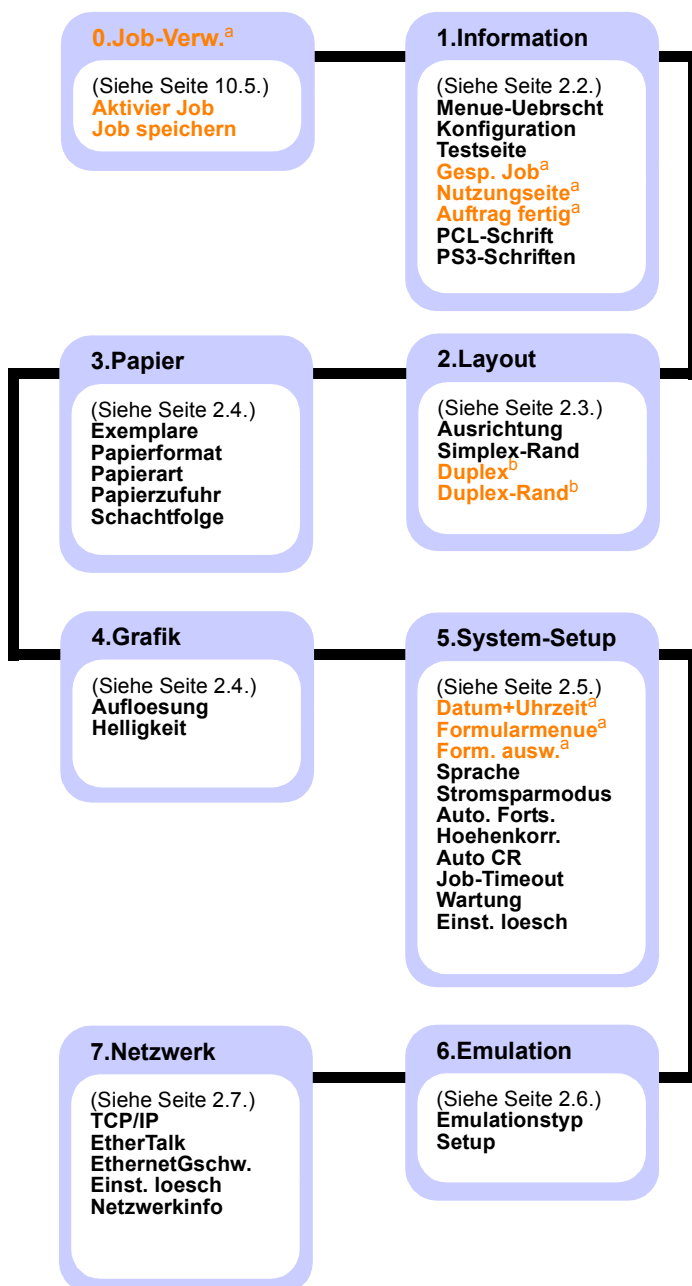 0.Job-Verw.a
(Siehe Seite 10.5.)
Aktivier Job
Job speichern
1.Information
(Siehe Seite 2.2.)
Menue-Uebrscht
Konfiguration
Testseite
Gesp. Joba
Nutzungseitea
Auftrag fertiga
PCL-Schrift
PS3-Schriften
3.Papier
(Siehe Seite 2.4.)
Exemplare
Papierformat
Papierart
Papierzufuhr
Schachtfolge
2.Layout
(Siehe Seite 2.3.)
Ausrichtung
Simplex-Rand
Duplexb
Duplex-Randb
4.Grafik
(Siehe Seite 2.4.)
Aufloesung
Helligkeit
5.System-Setup
(Siehe Seite 2.5.)
Datum+Uhrzeita
Formularmenuea
Form. ausw.a
Sprache
Stromsparmodus
Auto. Forts.
Hoehenkorr.
Auto CR
Job-Timeout
Wartung
Einst. loesch
7.Netzwerk
(Siehe Seite 2.7.)
TCP/IP
EtherTalk
EthernetGschw.
Einst. loesch
Netzwerkinfo
6.Emulation
(Siehe Seite 2.6.)
Emulationstyp
Setup